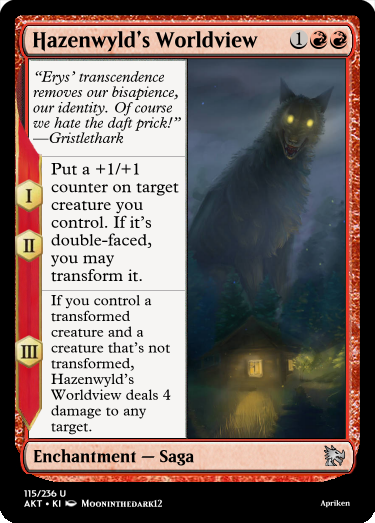 Hazenwyld's Worldview 1
“Erys' transcendence
removes our bisapience,
our identity. Of course
we hate the daft prick!”
—Gristlethark
I
II
Put a +1/+1
counter on target
creature you
control. If it's
double-faced,
you may
transform it.
III
If you control a
transformed
creature and a
creature that's not
transformed,
Hazenwyld's
Worldview deals 4
damage to any
target.
Enchantment — Saga
115/236 U
AKT • KI Mooninthedark12
Apriken